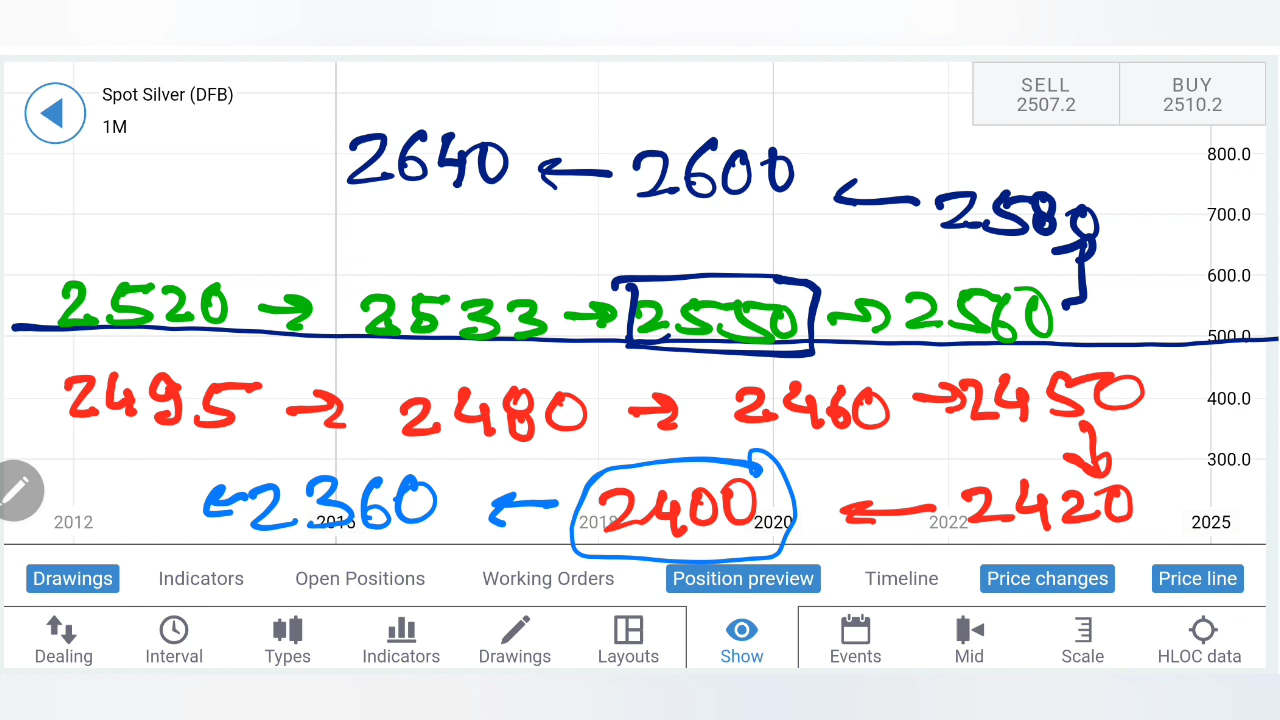 Spot Silver (DFB)
1M
SELL
2507.2
BUY
2510.2
2640 ← 2600 ← 2580
2520 → 2533 → 2550 → 2560
2495 → 2480 → 2460 → 2450
← 2360 ← 2400 ← 2420
800.0
700.0
600.0
500.0
400.0
300.0
2012 2015 2018 2020 2022 2025
Drawings Indicators Open Positions Working Orders Position preview Timeline Price changes Price line
Dealing Interval Types Indicators Drawings Layouts Show Events Mid Scale HLOC data